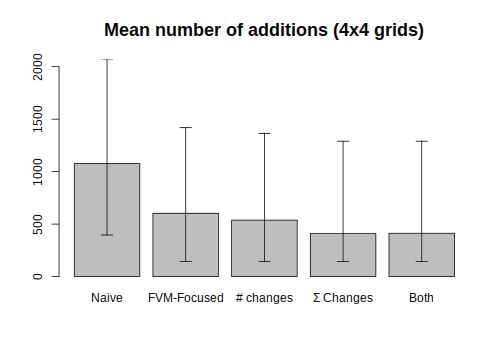 Mean number of additions (4x4 grids)
2000
1500
1000
500
0
Naive FVM-Focused # changes Σ Changes Both